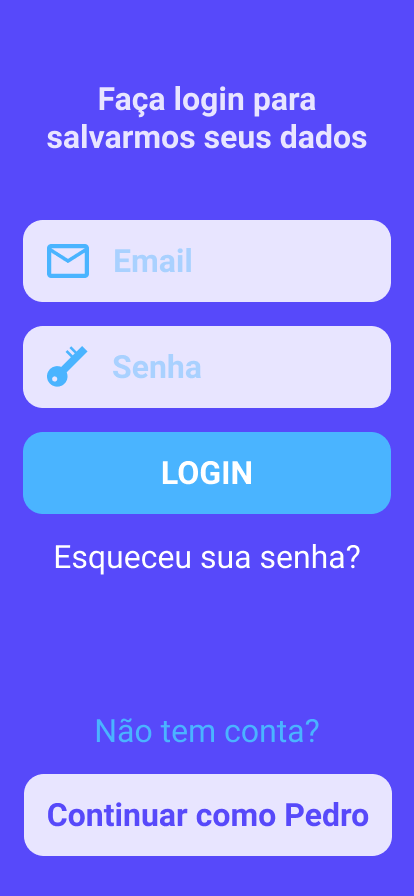 Faça login para
salvarmos seus dados
Email
Senha
LOGIN
Esqueceu sua senha?
Não tem conta?
Continuar como Pedro